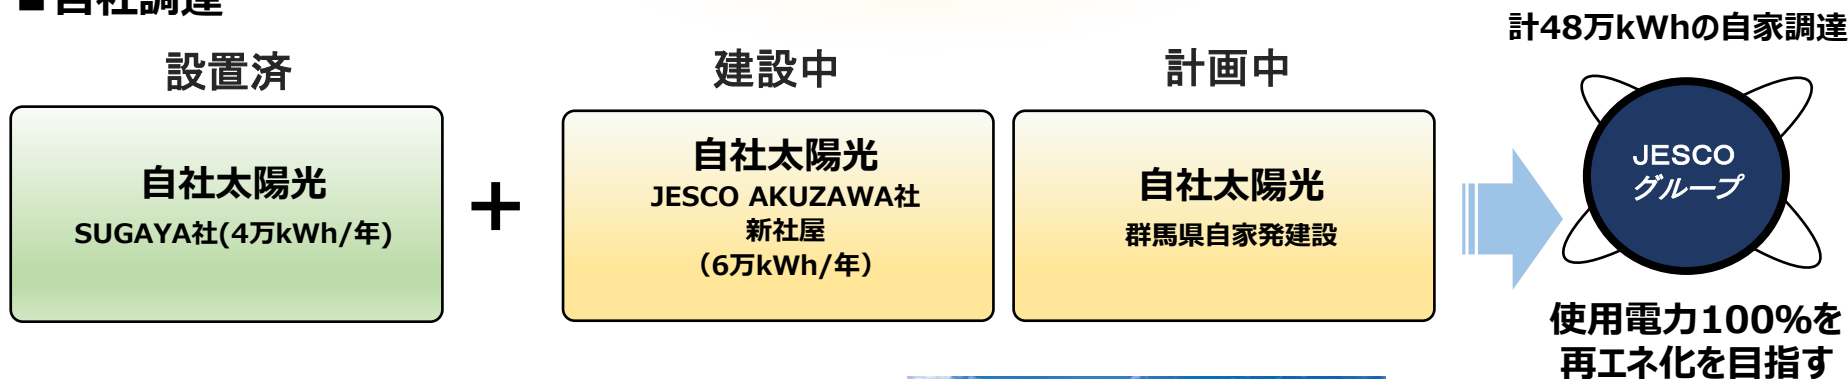 ■自社調達
設置済
自社太陽光
SUGAYA社(4万kWh/年)
+
建設中
自社太陽光
JESCO AKUZAWA社
新社屋
（6万kWh/年）
計画中
自社太陽光
群馬県自家発建設
計48万kWhの自家調達
JESCO
グループ
使用電力100%を
再エネ化を目指す